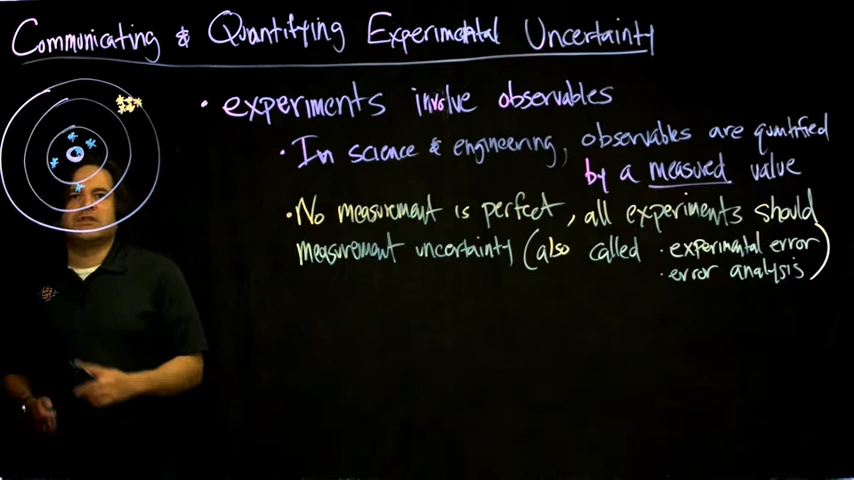 Communicating & Quantifying Experimental Uncertainty
• experiments involve observables
• In science & engineering, observables are quantified
by a measured value
• No measurement is perfect, all experiments should
measurement uncertainty (also called • experimental error
• error analysis)